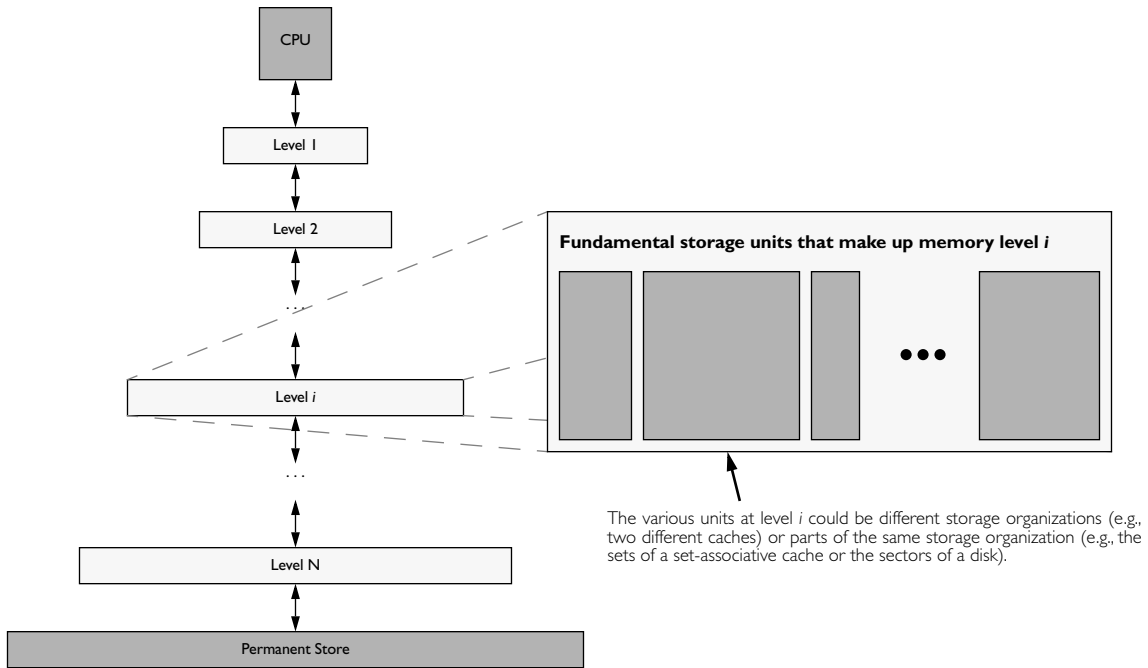 CPU
Level 1
Level 2
...
Level i
...
Level N
Permanent Store
Fundamental storage units that make up memory level i
The various units at level i could be different storage organizations (e.g.,
two different caches) or parts of the same storage organization (e.g., the
sets of a set-associative cache or the sectors of a disk).